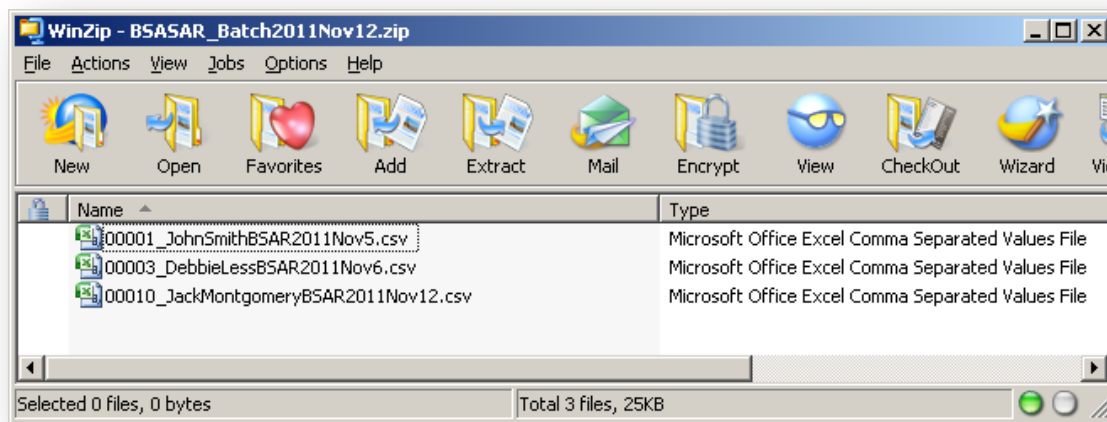 WinZip - BSASAR_Batch2011Nov12.zip
File Actions View Jobs Options Help
New Open Favorites Add Extract Mail Encrypt View CheckOut Wizard
Name Type
00001_JohnSmithBSAR2011Nov5.csv Microsoft Office Excel Comma Separated Values File
00003_DebbieLessBSAR2011Nov6.csv Microsoft Office Excel Comma Separated Values File
00010_JackMontgomeryBSAR2011Nov12.csv Microsoft Office Excel Comma Separated Values File
Selected 0 files, 0 bytes Total 3 files, 25KB